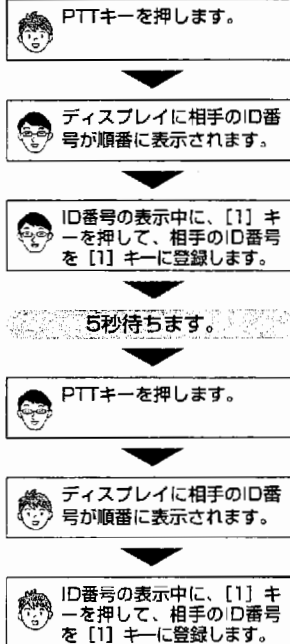 PTTキーを押します。
ディスプレイに相手のID番
号が順番に表示されます。
ID番号の表示中に、[1] キ
ーを押して、相手のID番号
を [1] キーに登録します。
5秒待ちます。
PTTキーを押します。
ディスプレイに相手のID番
号が順番に表示されます。
ID番号の表示中に、[1] キ
ーを押して、相手のID番号
を [1] キーに登録します。